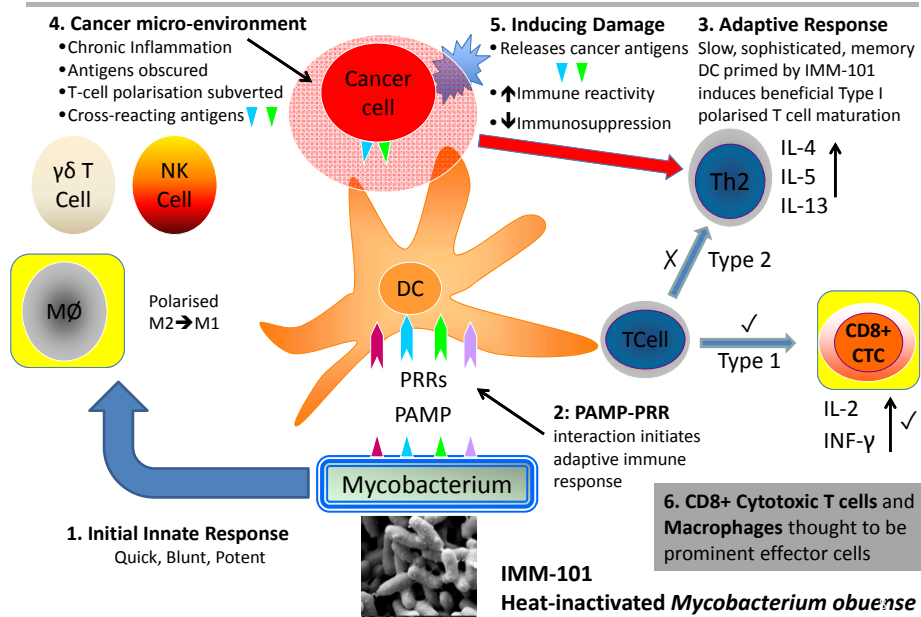 4. Cancer micro-environment
•Chronic Inflammation
•Antigens obscured
•T-cell polarisation subverted
•Cross-reacting antigens
5. Inducing Damage
•Releases cancer antigens
•↑Immune reactivity
•↓Immunosuppression
3. Adaptive Response
Slow, sophisticated, memory
DC primed by IMM-101
induces beneficial Type I
polarised T cell maturation
Cancer
cell
γδ T
Cell
NK
Cell
Th2
IL-4
IL-5
IL-13
✗ Type 2
MØ
Polarised
M2➔M1
DC
TCell
✓
Type 1
CD8+
CTC
PRRs
PAMP
IL-2
INF-γ
✓
2: PAMP-PRR
interaction initiates
adaptive immune
response
Mycobacterium
1. Initial Innate Response
Quick, Blunt, Potent
6. CD8+ Cytotoxic T cells and
Macrophages thought to be
prominent effector cells
IMM-101
Heat-inactivated Mycobacterium obuense